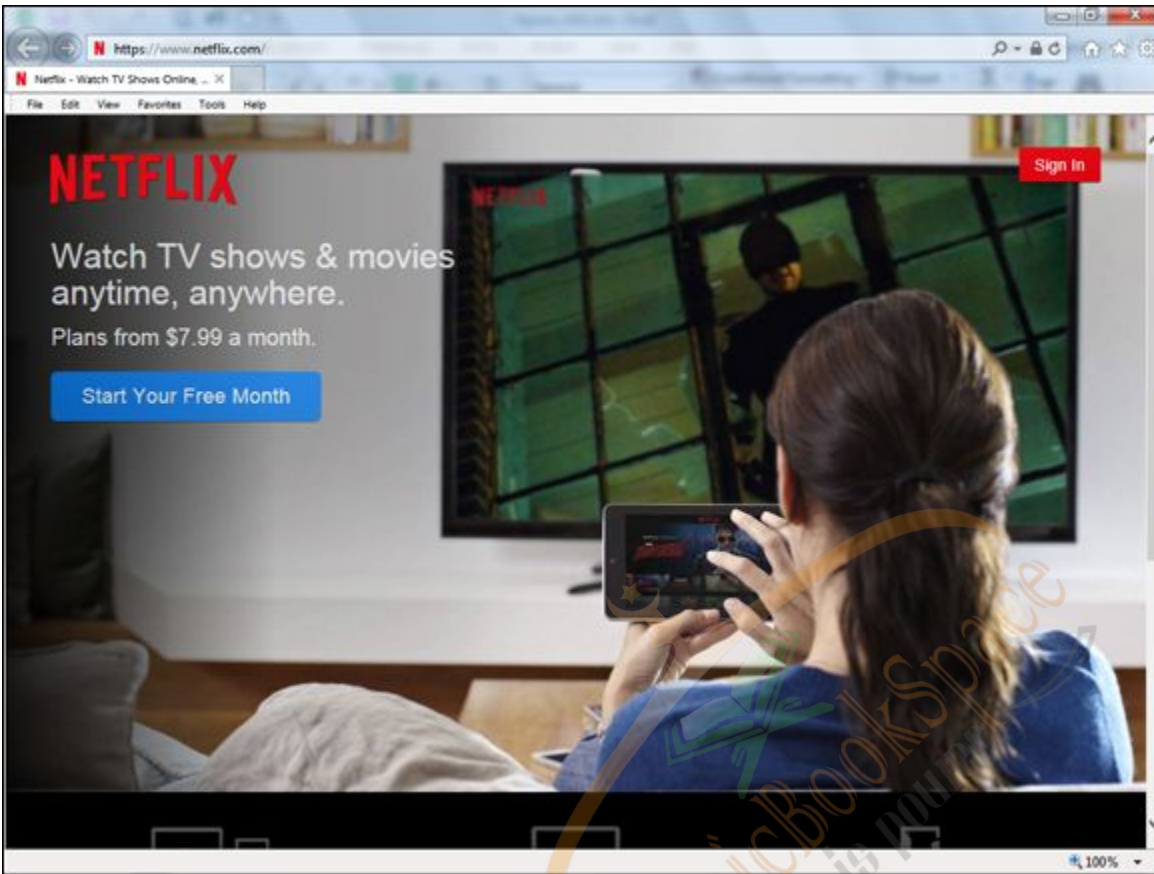 https://www.netflix.com/
Netflix - Watch TV Shows Online, ...
File Edit View Favorites Tools Help
NETFLIX
Sign In
NETFLIX
Watch TV shows & movies
anytime, anywhere.
Plans from $7.99 a month.
Start Your Free Month
100%